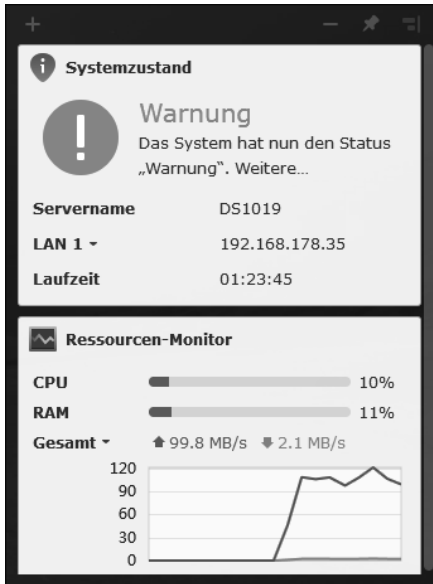 Systemzustand
Warnung
Das System hat nun den Status
„Warnung“. Weitere...
Servername DS1019
LAN 1 192.168.178.35
Laufzeit 01:23:45
Ressourcen-Monitor
CPU 10%
RAM 11%
Gesamt 99.8 MB/s 2.1 MB/s
120
90
60
30
0